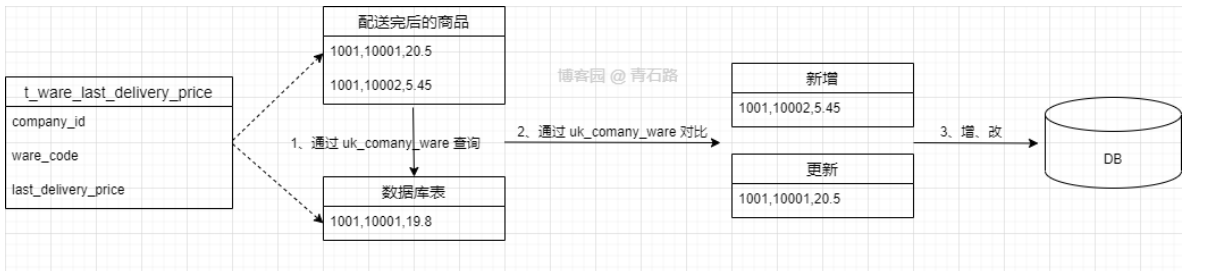 配送完后的商品
1001,10001,20.5
1001,10002,5.45
博客园 @ 青石路
t_ware_last_delivery_price
company_id
ware_code
last_delivery_price
1、通过 uk_comany_ware 查询
数据库表
1001,10001,19.8
2、通过 uk_comany_ware 对比
新增
1001,10002,5.45
更新
1001,10001,20.5
3、增、改
DB